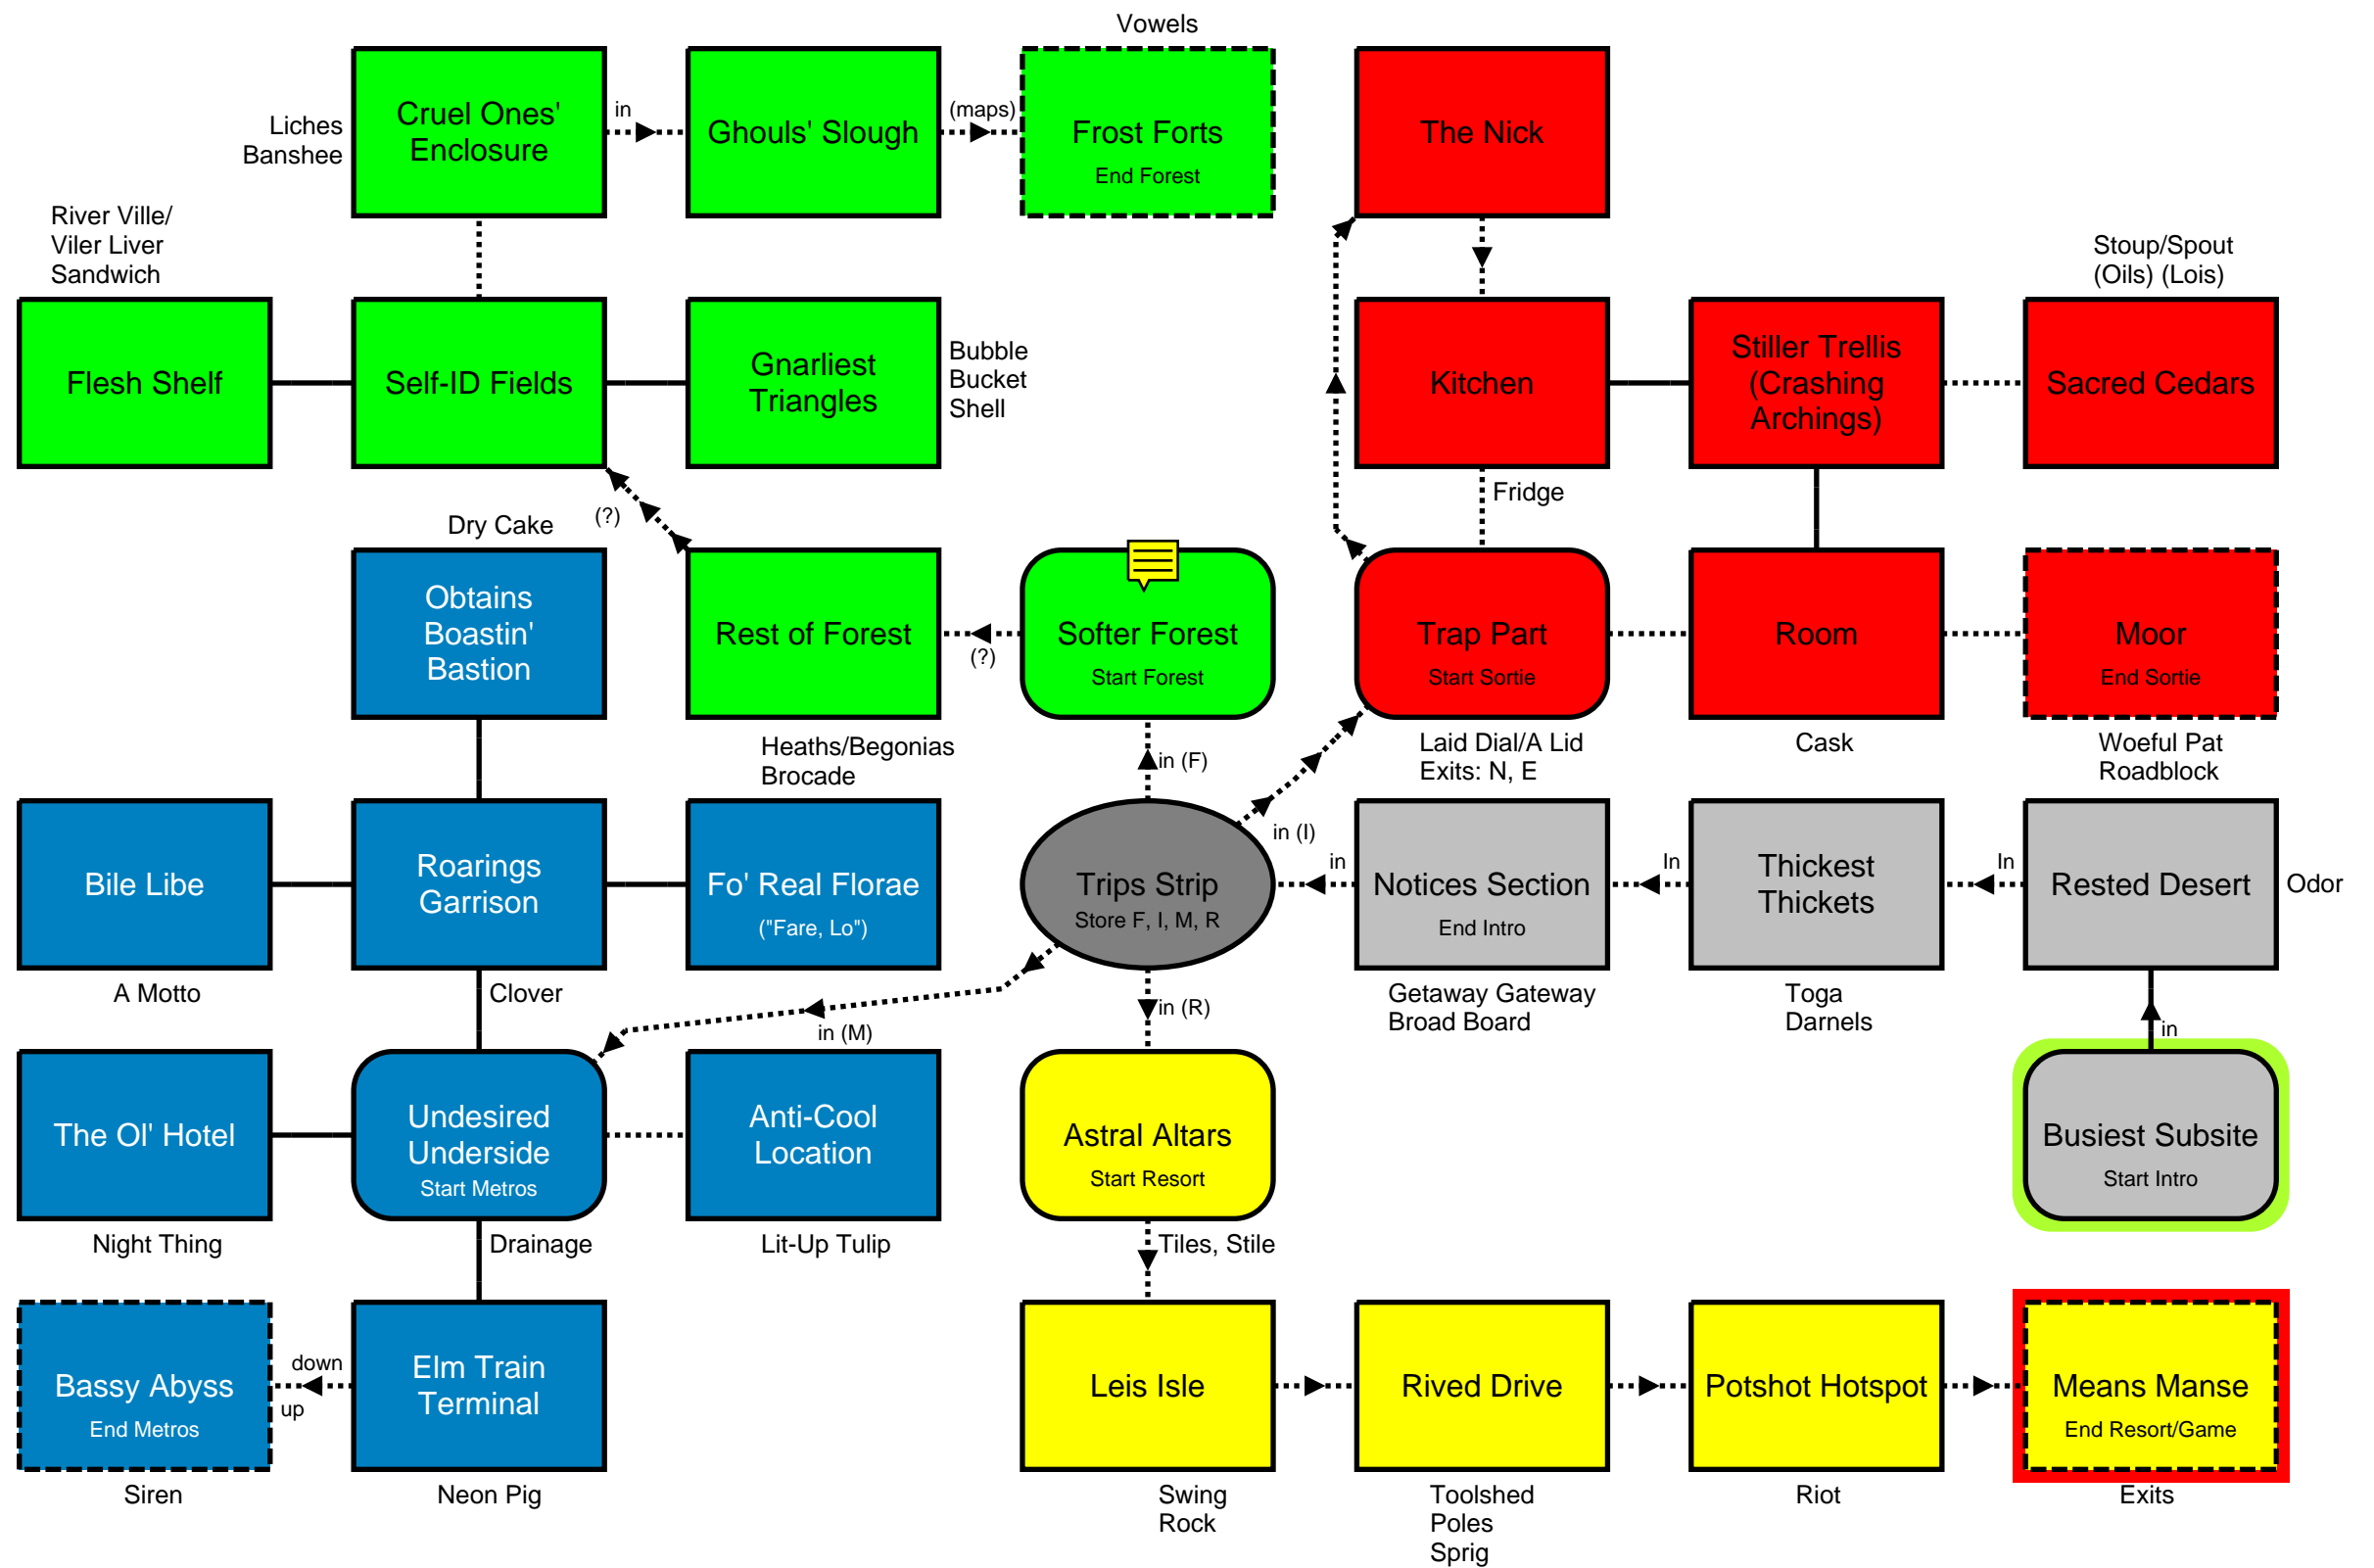 Vowels
Cruel Ones'
Enclosure
in
Ghouls' Slough
(maps)
Frost Forts
End Forest
The Nick
Liches
Banshee
River Ville/
Viler Liver
Sandwich
Stoup/Spout
(Oils) (Lois)
Flesh Shelf
Self-ID Fields
Gnarliest
Triangles
Bubble
Bucket
Shell
Kitchen
Stiller Trellis
(Crashing
Archings)
Sacred Cedars
Fridge
Dry Cake
(?)
Obtains
Boastin'
Bastion
Rest of Forest
(?)
Softer Forest
Start Forest
Trap Part
Start Sortie
Room
Moor
End Sortie
Heaths/Begonias
Brocade
in (F)
Laid Dial/A Lid
Exits: N, E
Cask
Woeful Pat
Roadblock
in (I)
Bile Libe
Roarings
Garrison
Fo' Real Florae
("Fare, Lo")
Trips Strip
Store F, I, M, R
in
Notices Section
End Intro
In
Thickest
Thickets
In
Rested Desert
Odor
A Motto
Clover
in (M)
in (R)
Getaway Gateway
Broad Board
Toga
Darnels
in
The Ol' Hotel
Undesired
Underside
Start Metros
Anti-Cool
Location
Astral Altars
Start Resort
Busiest Subsite
Start Intro
Night Thing
Drainage
Lit-Up Tulip
Tiles, Stile
Bassy Abyss
End Metros
down
up
Elm Train
Terminal
Leis Isle
Rived Drive
Potshot Hotspot
Means Manse
End Resort/Game
Siren
Neon Pig
Swing
Rock
Toolshed
Poles
Sprig
Riot
Exits